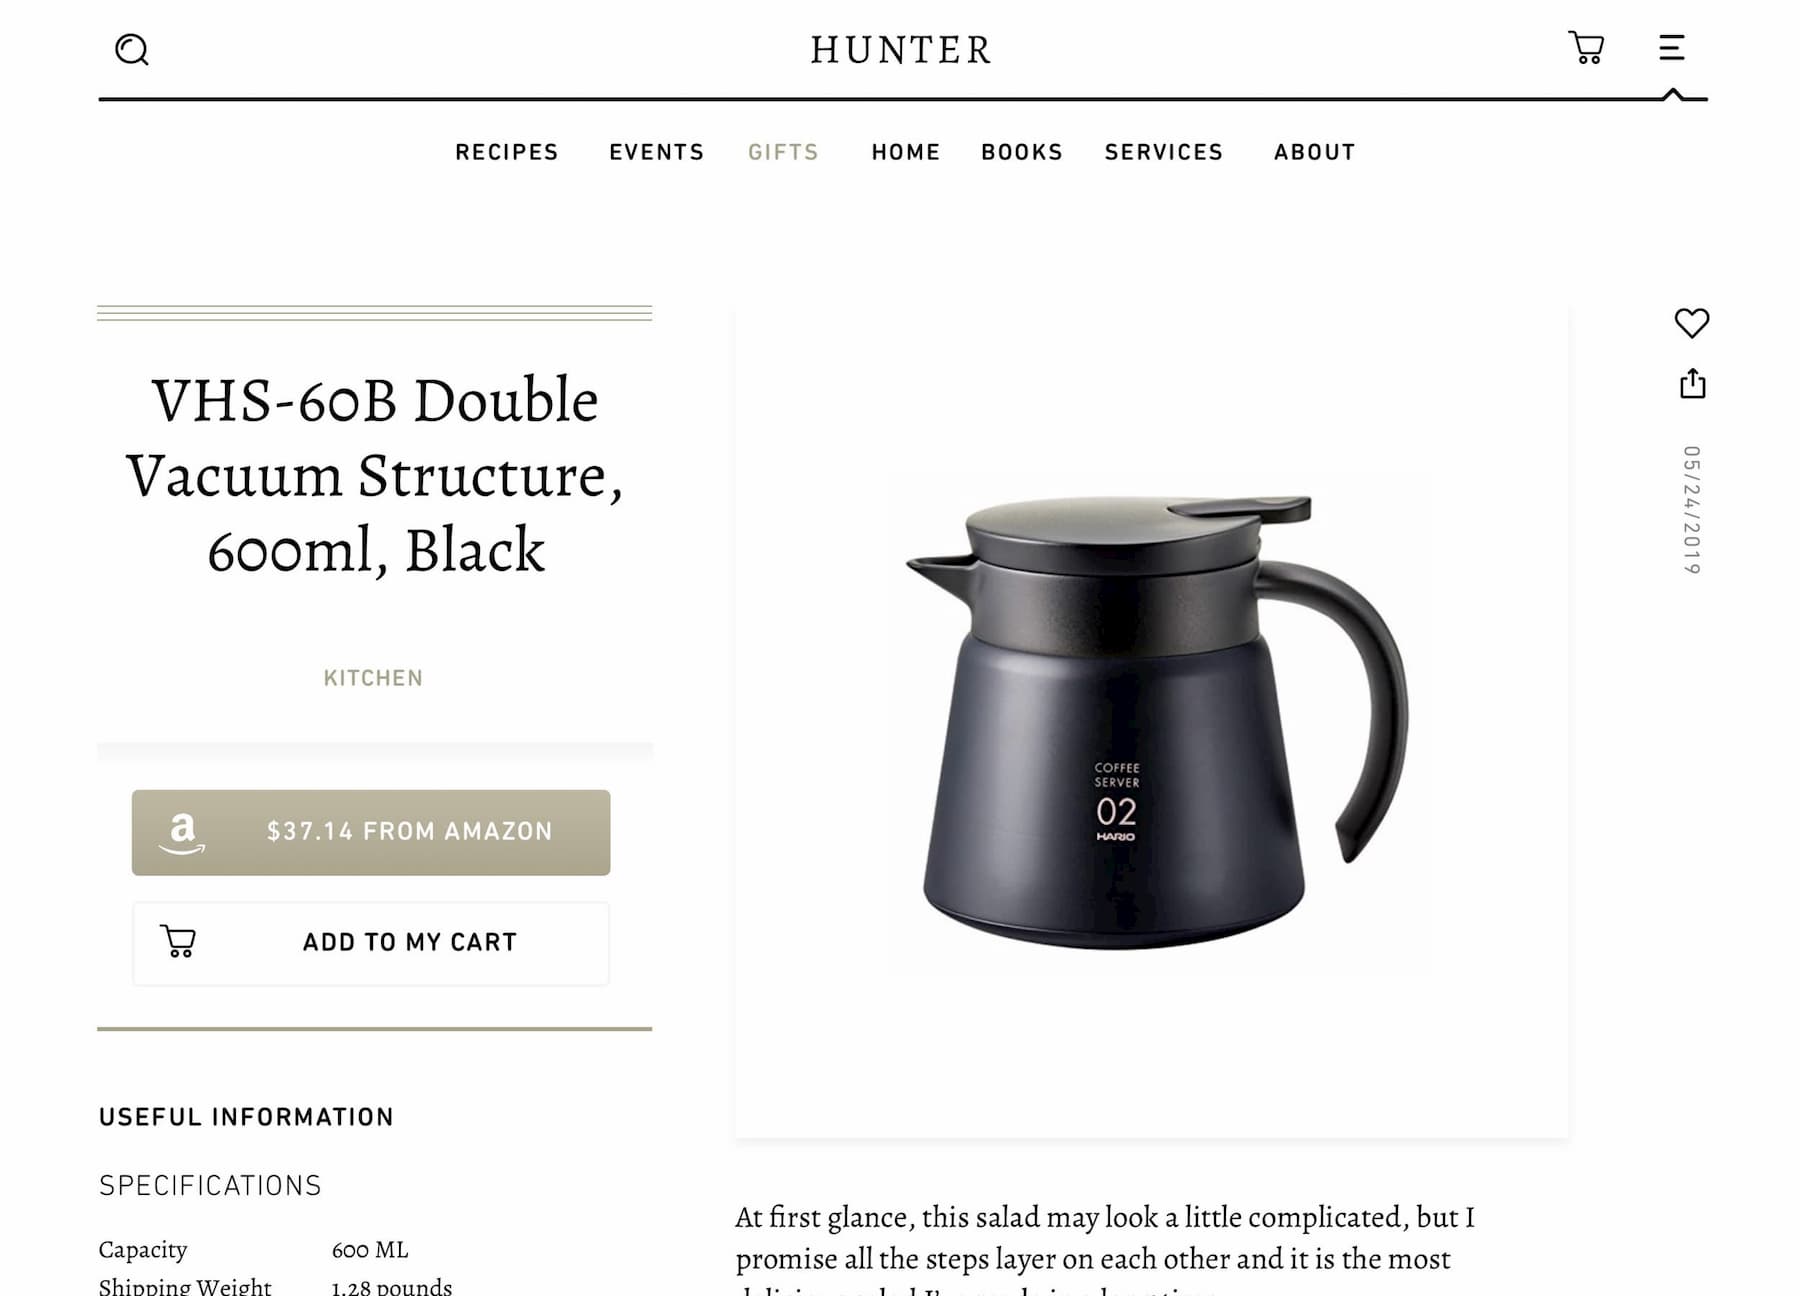 HUNTER
RECIPES EVENTS GIFTS HOME BOOKS SERVICES ABOUT
VHS-60B Double
Vacuum Structure,
600ml, Black
KITCHEN
a $37.14 FROM AMAZON
ADD TO MY CART
USEFUL INFORMATION
SPECIFICATIONS
Capacity 600 ML
Shipping Weight 1.28 pounds
COFFEE
SERVER
02
HARIO
05/24/2019
At first glance, this salad may look a little complicated, but I
promise all the steps layer on each other and it is the most